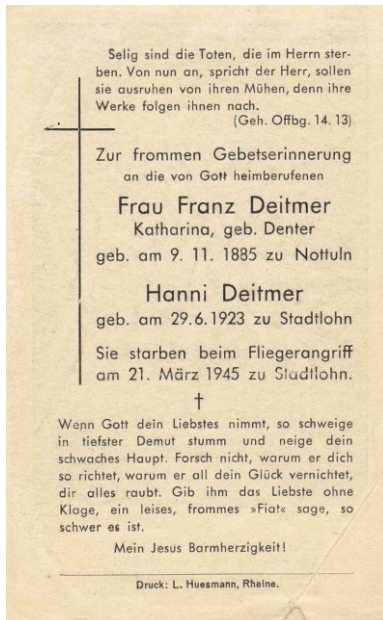 Selig sind die Toten, die im Herrn ster-
ben. Von nun an, spricht der Herr, sollen
sie ausruhen von ihren Mühen, denn ihre
Werke folgen ihnen nach.
(Geh. Offbg. 14. 13)
Zur frommen Gebetserinnerung
an die von Gott heimberufenen
Frau Franz Deitmer
Katharina, geb. Denter
geb. am 9. 11. 1885 zu Nottuln
Hanni Deitmer
geb. am 29.6.1923 zu Stadtlohn
Sie starben beim Fliegerangriff
am 21. März 1945 zu Stadtlohn.
Wenn Gott dein Liebstes nimmt, so schweige
in tiefster Demut stumm und neige dein
schwaches Haupt. Forsch nicht, warum er dich
so richtet, warum er all dein Glück vernichtet,
dir alles raubt. Gib ihm das Liebste ohne
Klage, ein leises, frommes »Fiat« sage, so
schwer es ist.
Mein Jesus Barmherzigkeit!
Druck: L. Huesmann, Rheine.